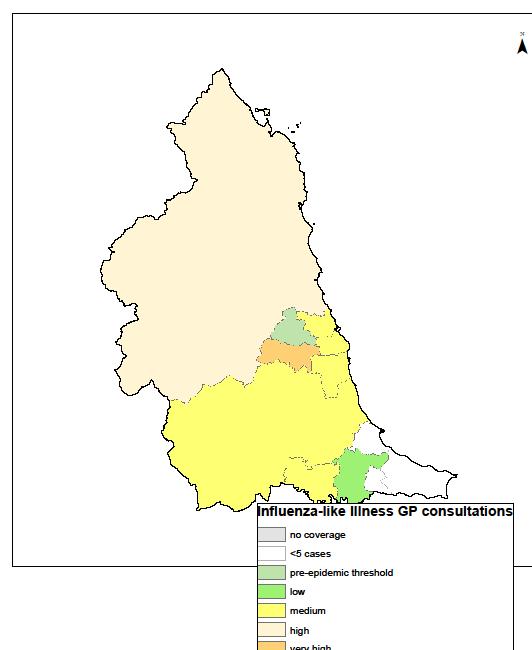 N
Influenza-like Illness GP consultations
no coverage
<5 cases
pre-epidemic threshold
low
medium
high
very high